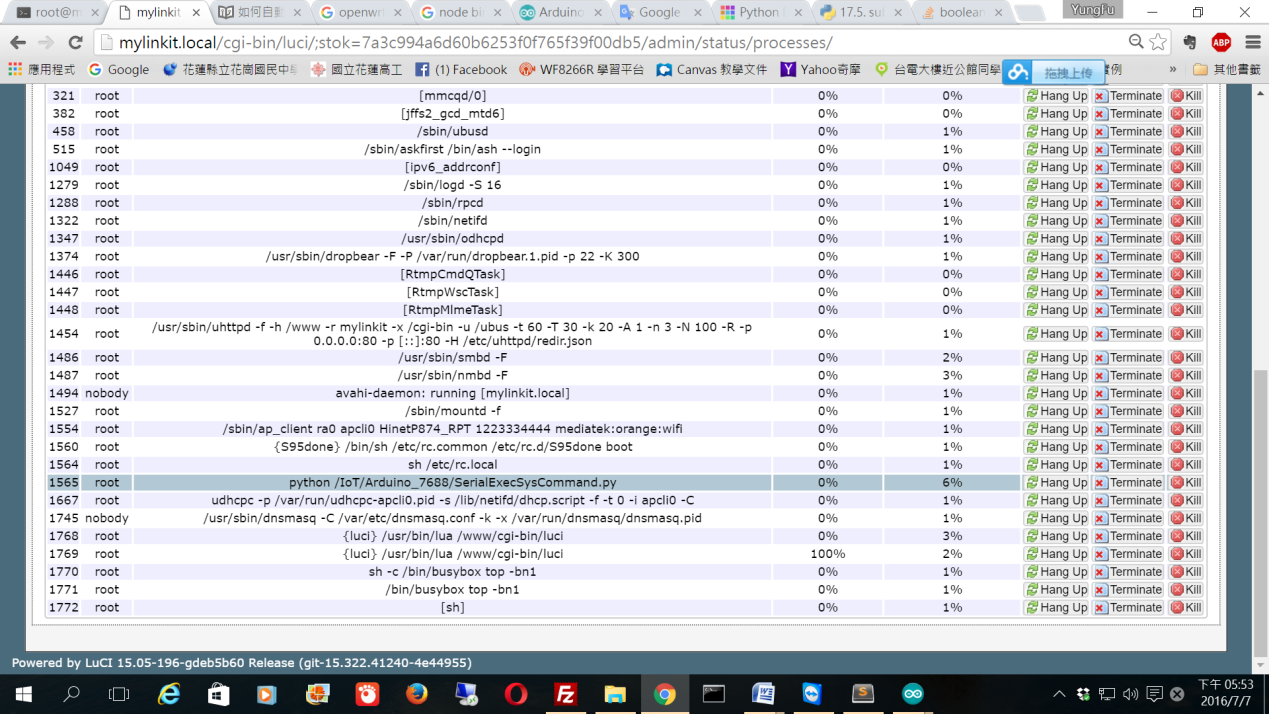 root@m
mylinkit
如何自動
openwr
node bi
Arduino
Google
Python
17.5. sub
boolean
YungFu
mylinkit.local/cgi-bin/luci/;stok=7a3c994a6d60b6253f0f765f39f00db5/admin/status/processes/
ABP
應用程式 Google 花蓮縣立花崗國民中 國立花蓮高工 (1) Facebook WF8266R 學習平台 Canvas 教學文件 Yahoo奇摩 台電大樓近公館同學 拖拽上传 範例 » 其他書籤
321 root [mmcqd/0] 0% 0% Hang Up Terminate Kill
382 root [jffs2_gcd_mtd6] 0% 0% Hang Up Terminate Kill
458 root /sbin/ubusd 0% 1% Hang Up Terminate Kill
515 root /sbin/askfirst /bin/ash --login 0% 1% Hang Up Terminate Kill
1049 root [ipv6_addrconf] 0% 0% Hang Up Terminate Kill
1279 root /sbin/logd -S 16 0% 1% Hang Up Terminate Kill
1288 root /sbin/rpcd 0% 1% Hang Up Terminate Kill
1322 root /sbin/netifd 0% 1% Hang Up Terminate Kill
1347 root /usr/sbin/odhcpd 0% 1% Hang Up Terminate Kill
1374 root /usr/sbin/dropbear -F -P /var/run/dropbear.1.pid -p 22 -K 300 0% 1% Hang Up Terminate Kill
1446 root [RtmpCmdQTask] 0% 0% Hang Up Terminate Kill
1447 root [RtmpWscTask] 0% 0% Hang Up Terminate Kill
1448 root [RtmpMlmeTask] 0% 0% Hang Up Terminate Kill
1454 root /usr/sbin/uhttpd -f -h /www -r mylinkit -x /cgi-bin -u /ubus -t 60 -T 30 -k 20 -A 1 -n 3 -N 100 -R -p
0.0.0.0:80 -p [::]:80 -H /etc/uhttpd/redir.json 0% 1% Hang Up Terminate Kill
1486 root /usr/sbin/smbd -F 0% 2% Hang Up Terminate Kill
1487 root /usr/sbin/nmbd -F 0% 3% Hang Up Terminate Kill
1494 nobody avahi-daemon: running [mylinkit.local] 0% 1% Hang Up Terminate Kill
1527 root /sbin/mountd -f 0% 1% Hang Up Terminate Kill
1554 root /sbin/ap_client ra0 apcli0 HinetP874_RPT 1223334444 mediatek:orange:wifi 0% 1% Hang Up Terminate Kill
1560 root {S95done} /bin/sh /etc/rc.common /etc/rc.d/S95done boot 0% 1% Hang Up Terminate Kill
1564 root sh /etc/rc.local 0% 1% Hang Up Terminate Kill
1565 root python /IoT/Arduino_7688/SerialExecSysCommand.py 0% 6% Hang Up Terminate Kill
1667 root udhcpc -p /var/run/udhcpc-apcli0.pid -s /lib/netifd/dhcp.script -f -t 0 -i apcli0 -C 0% 1% Hang Up Terminate Kill
1745 nobody /usr/sbin/dnsmasq -C /var/etc/dnsmasq.conf -k -x /var/run/dnsmasq/dnsmasq.pid 0% 1% Hang Up Terminate Kill
1768 root {luci} /usr/bin/lua /www/cgi-bin/luci 0% 3% Hang Up Terminate Kill
1769 root {luci} /usr/bin/lua /www/cgi-bin/luci 100% 2% Hang Up Terminate Kill
1770 root sh -c /bin/busybox top -bn1 0% 1% Hang Up Terminate Kill
1771 root /bin/busybox top -bn1 0% 1% Hang Up Terminate Kill
1772 root [sh] 0% 1% Hang Up Terminate Kill
Powered by LuCI 15.05-196-gdeb5b60 Release (git-15.322.41240-4e44955)
下午 05:53
2016/7/7